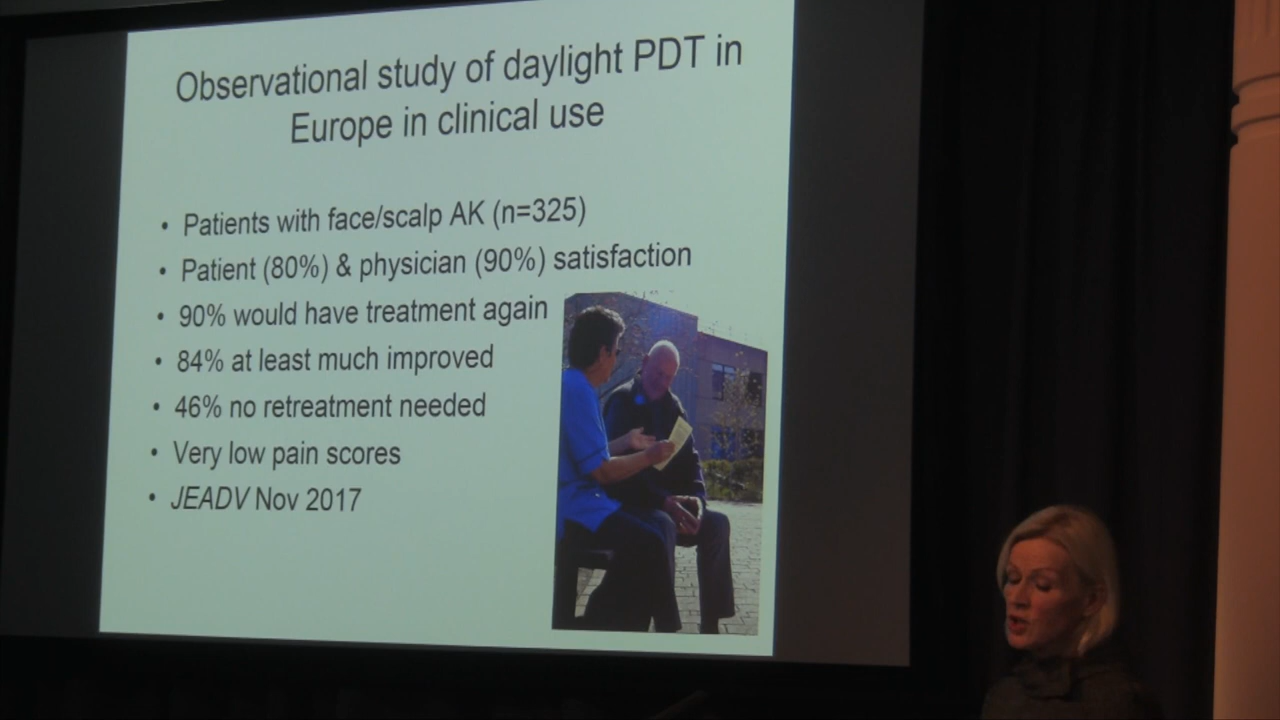 Observational study of daylight PDT in
Europe in clinical use
• Patients with face/scalp AK (n=325)
• Patient (80%) & physician (90%) satisfaction
• 90% would have treatment again
• 84% at least much improved
• 46% no retreatment needed
• Very low pain scores
• JEADV Nov 2017